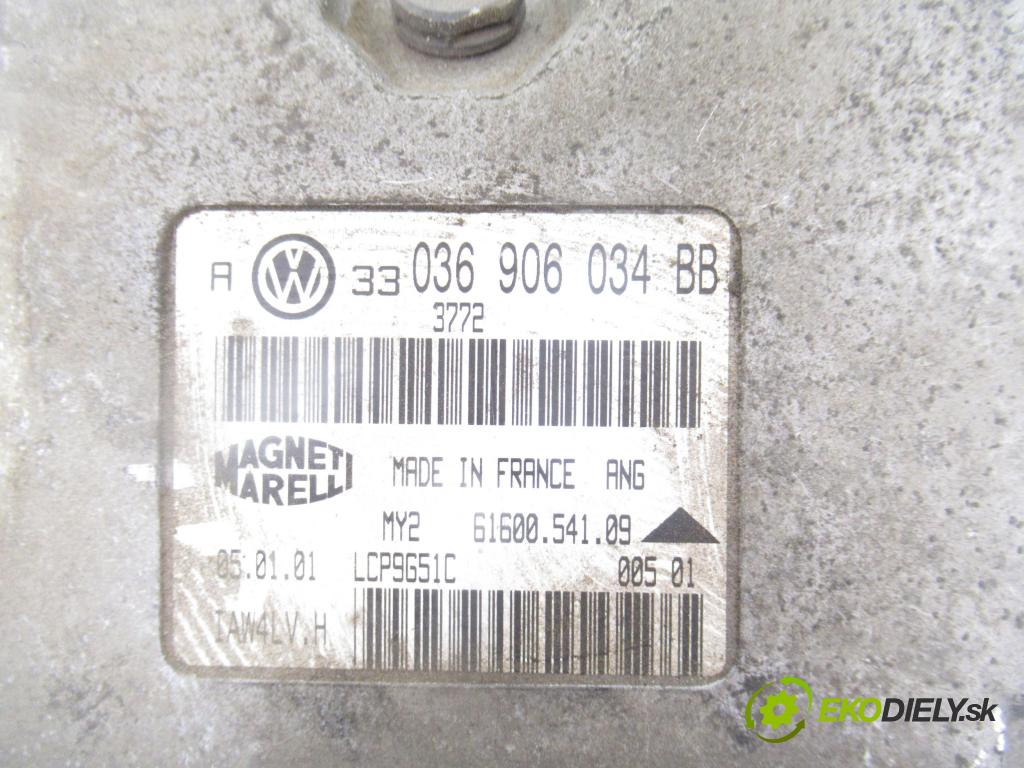 A VW 33 036 906 034 BB
3772
MAGNETI MARELLI
MADE IN FRANCE ANG
MY2 61600.541.09
05.01.01 LCP9G51C 005 01
IAW4LV.H
EKODIELY.sk